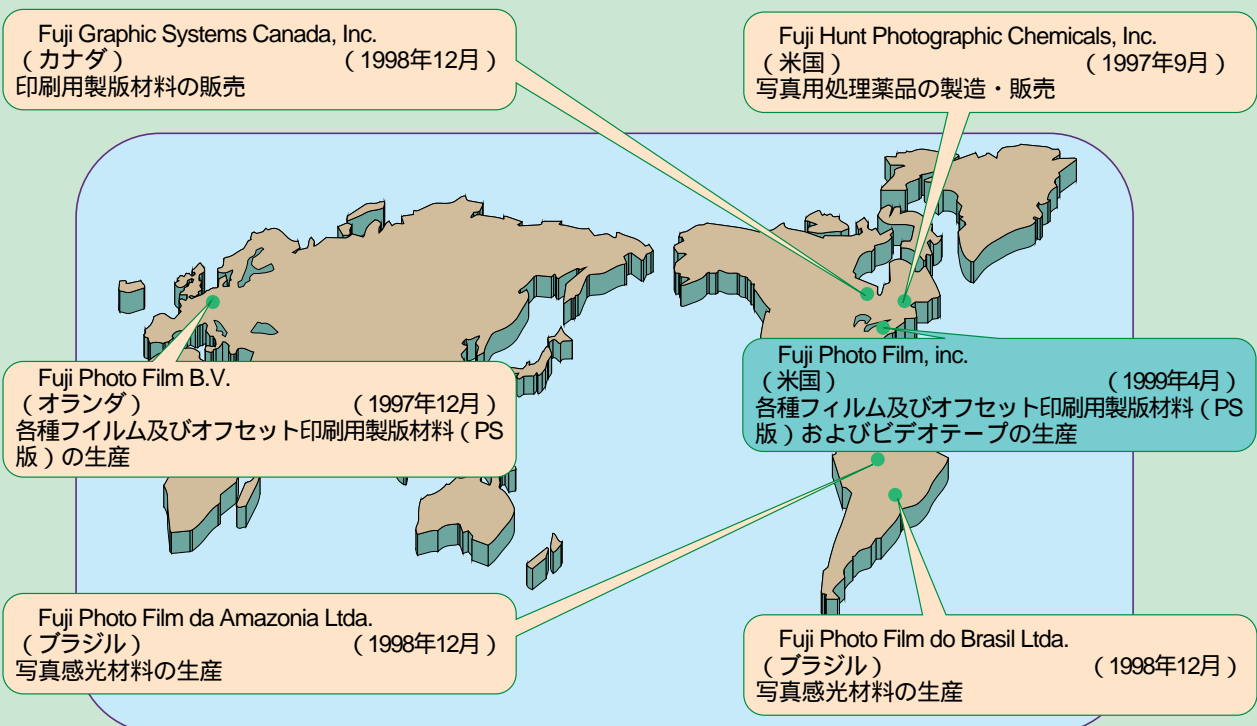 Fuji Graphic Systems Canada, Inc.
（カナダ） （1998年12月）
印刷用製版材料の販売
Fuji Hunt Photographic Chemicals, Inc.
（米国） （1997年9月）
写真用処理薬品の製造・販売
Fuji Photo Film B.V.
（オランダ） （1997年12月）
各種フイルム及びオフセット印刷用製版材料（PS
版）の生産
Fuji Photo Film, inc.
（米国） （1999年4月）
各種フィルム及びオフセット印刷用製版材料（PS
版）およびビデオテープの生産
Fuji Photo Film da Amazonia Ltda.
（ブラジル） （1998年12月）
写真感光材料の生産
Fuji Photo Film do Brasil Ltda.
（ブラジル） （1998年12月）
写真感光材料の生産